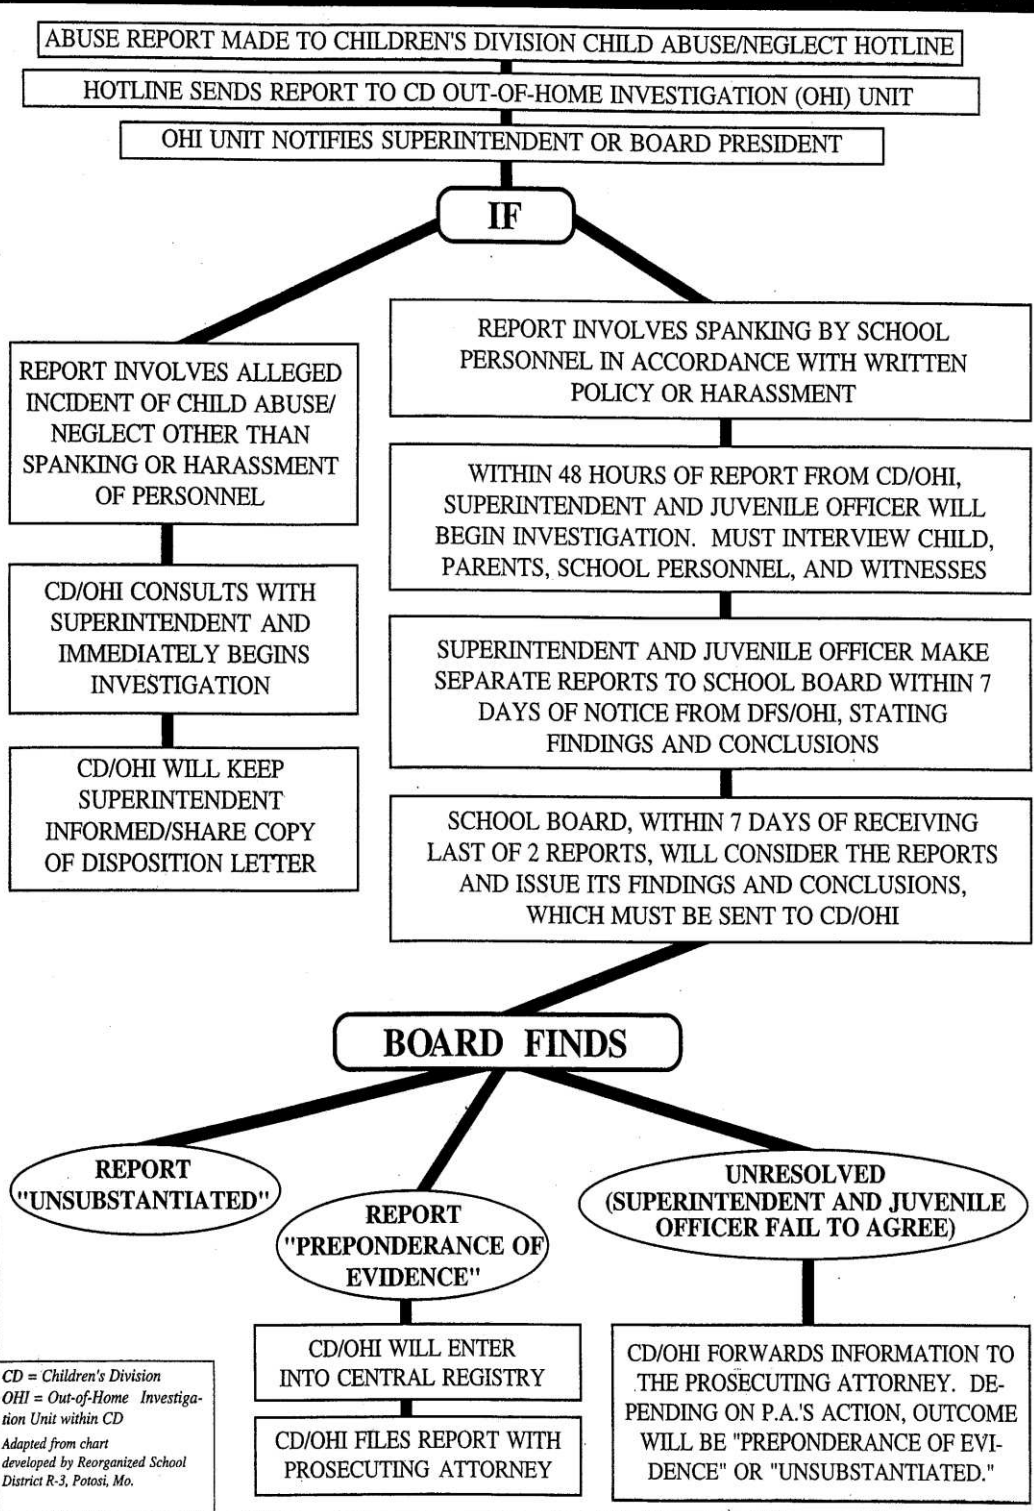 ABUSE REPORT MADE TO CHILDREN'S DIVISION CHILD ABUSE/NEGLECT HOTLINE
HOTLINE SENDS REPORT TO CD OUT-OF-HOME INVESTIGATION (OHI) UNIT
OHI UNIT NOTIFIES SUPERINTENDENT OR BOARD PRESIDENT
IF
REPORT INVOLVES ALLEGED
INCIDENT OF CHILD ABUSE/
NEGLECT OTHER THAN
SPANKING OR HARASSMENT
OF PERSONNEL
CD/OHI CONSULTS WITH
SUPERINTENDENT AND
IMMEDIATELY BEGINS
INVESTIGATION
CD/OHI WILL KEEP
SUPERINTENDENT
INFORMED/SHARE COPY
OF DISPOSITION LETTER
REPORT INVOLVES SPANKING BY SCHOOL
PERSONNEL IN ACCORDANCE WITH WRITTEN
POLICY OR HARASSMENT
WITHIN 48 HOURS OF REPORT FROM CD/OHI,
SUPERINTENDENT AND JUVENILE OFFICER WILL
BEGIN INVESTIGATION. MUST INTERVIEW CHILD,
PARENTS, SCHOOL PERSONNEL, AND WITNESSES
SUPERINTENDENT AND JUVENILE OFFICER MAKE
SEPARATE REPORTS TO SCHOOL BOARD WITHIN 7
DAYS OF NOTICE FROM DFS/OHI, STATING
FINDINGS AND CONCLUSIONS
SCHOOL BOARD, WITHIN 7 DAYS OF RECEIVING
LAST OF 2 REPORTS, WILL CONSIDER THE REPORTS
AND ISSUE ITS FINDINGS AND CONCLUSIONS,
WHICH MUST BE SENT TO CD/OHI
BOARD FINDS
REPORT
"UNSUBSTANTIATED"
REPORT
"PREPONDERANCE OF
EVIDENCE"
CD/OHI WILL ENTER
INTO CENTRAL REGISTRY
CD/OHI FILES REPORT WITH
PROSECUTING ATTORNEY
UNRESOLVED
(SUPERINTENDENT AND JUVENILE
OFFICER FAIL TO AGREE)
CD/OHI FORWARDS INFORMATION TO
THE PROSECUTING ATTORNEY. DE-
PENDING ON P.A.'S ACTION, OUTCOME
WILL BE "PREPONDERANCE OF EVI-
DENCE" OR "UNSUBSTANTIATED."
CD = Children's Division
OHI = Out-of-Home Investiga-
tion Unit within CD
Adapted from chart
developed by Reorganized School
District R-3, Potosi, Mo.